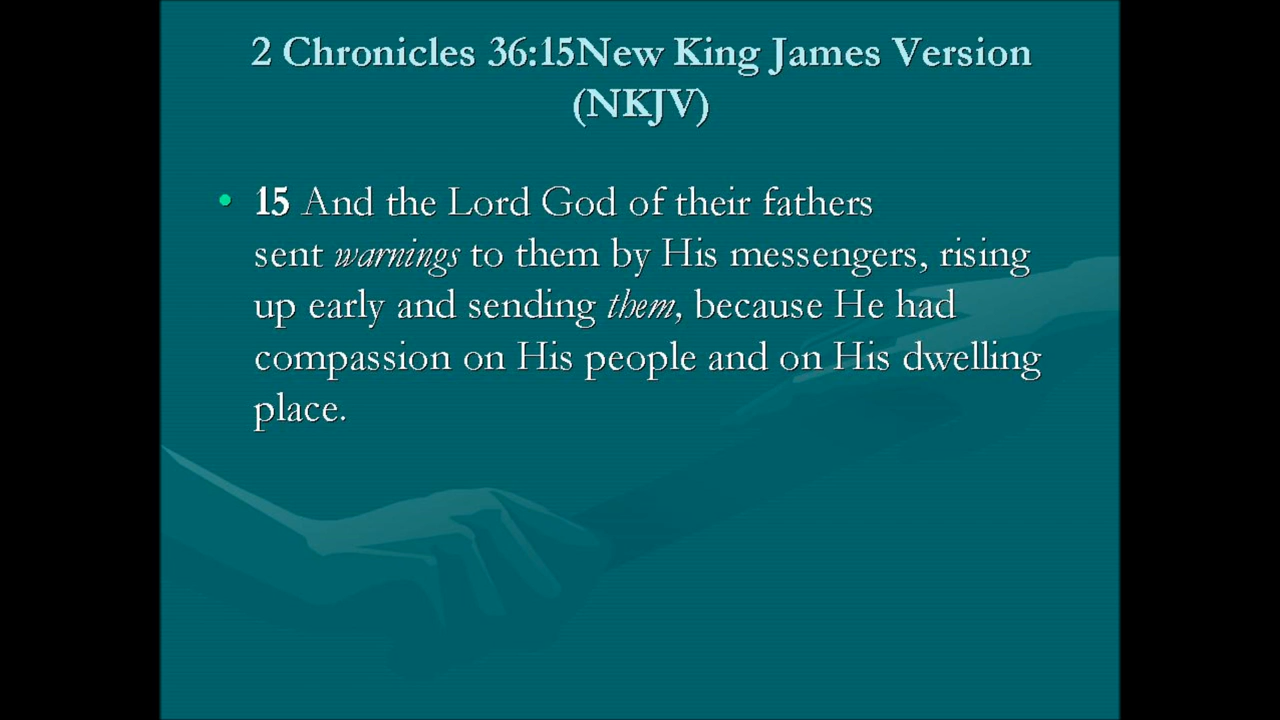 2 Chronicles 36:15New King James Version
(NKJV)
• 15 And the Lord God of their fathers
sent warnings to them by His messengers, rising
up early and sending them, because He had
compassion on His people and on His dwelling
place.